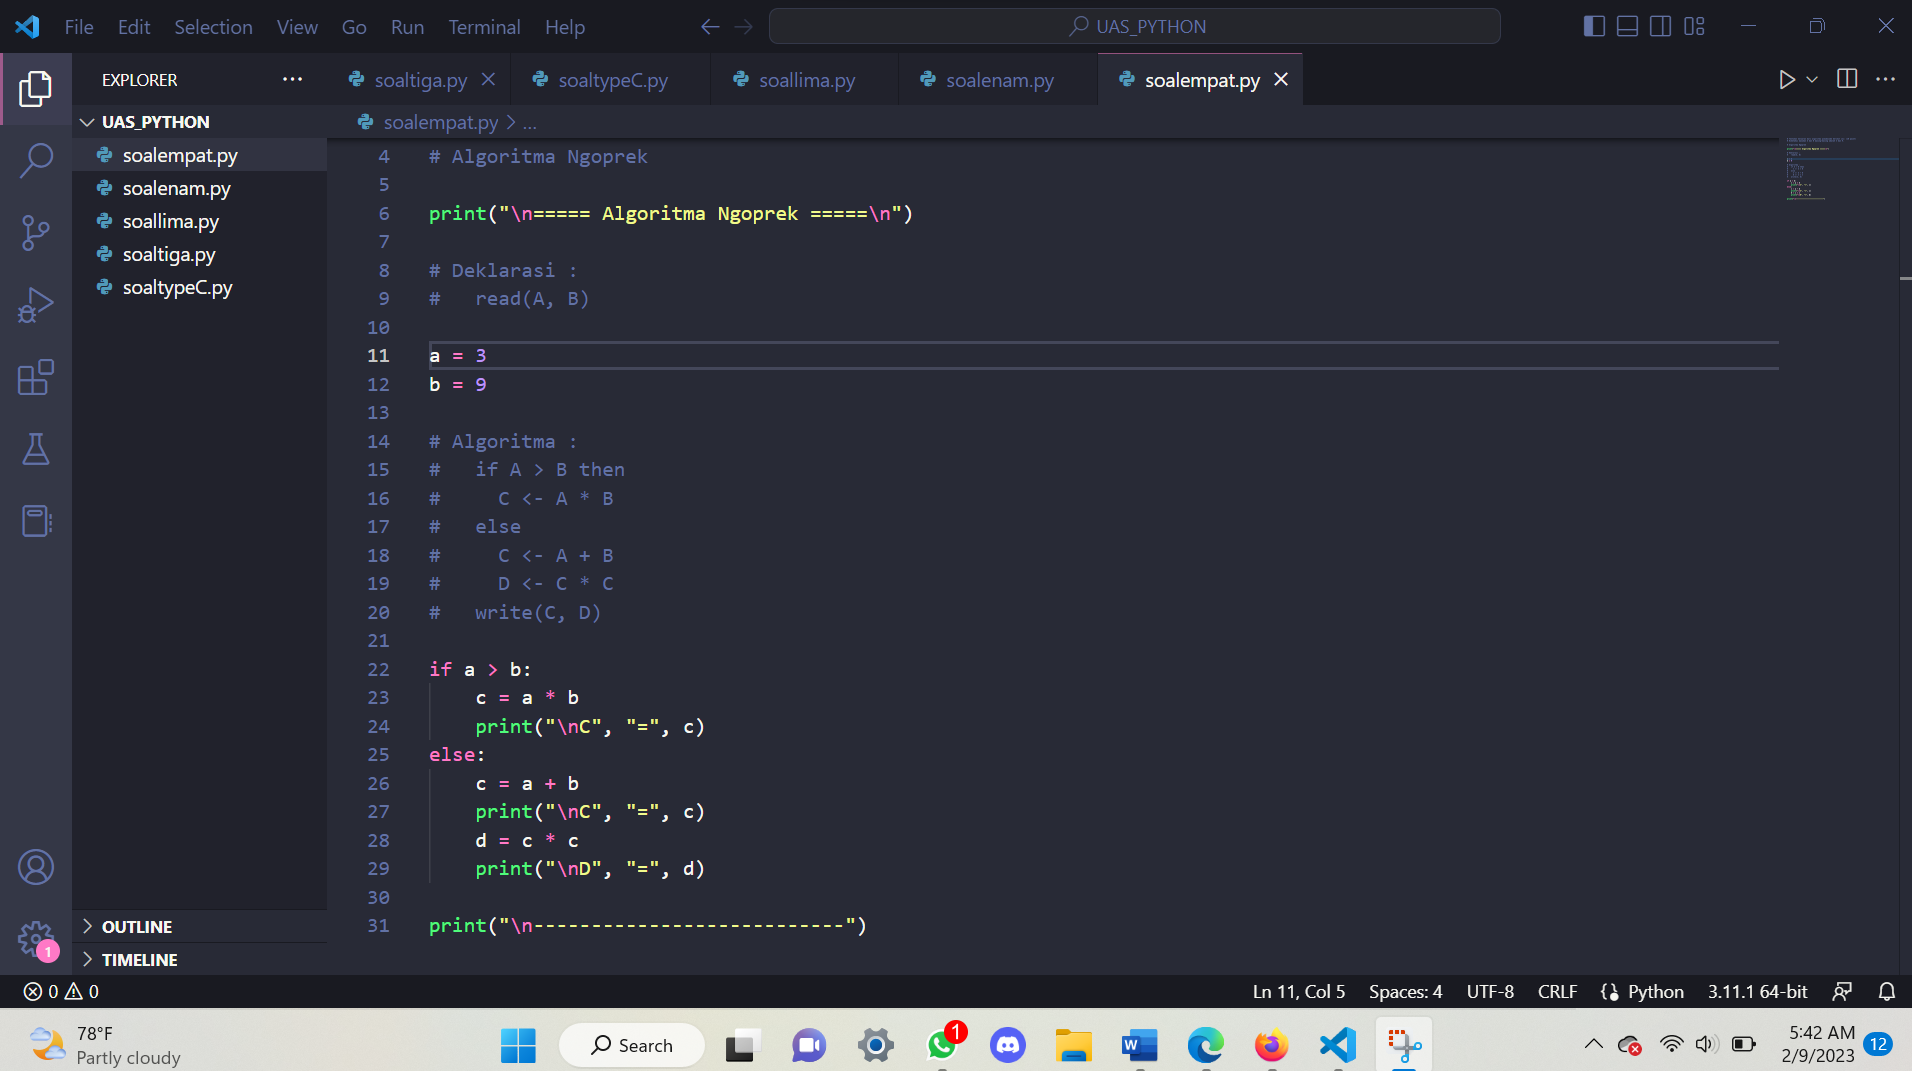 File Edit Selection View Go Run Terminal Help
UAS_PYTHON
EXPLORER
soaltiga.py
soaltypeC.py
soallima.py
soalenam.py
soalempat.py
UAS_PYTHON
soalempat.py
soalenam.py
soallima.py
soaltiga.py
soaltypeC.py
OUTLINE
TIMELINE
soalempat.py > ...
4 # Algoritma Ngoprek
5
6 print("\n===== Algoritma Ngoprek =====\n")
7
8 # Deklarasi :
9 #   read(A, B)
10
11 a = 3
12 b = 9
13
14 # Algoritma :
15 #   if A > B then
16 #     C <- A * B
17 #   else
18 #     C <- A + B
19 #     D <- C * C
20 #   write(C, D)
21
22 if a > b:
23     c = a * b
24     print("\nC", "=", c)
25 else:
26     c = a + b
27     print("\nC", "=", c)
28     d = c * c
29     print("\nD", "=", d)
30
31 print("\n---------------------------")
1
0 0
Ln 11, Col 5 Spaces: 4 UTF-8 CRLF Python 3.11.1 64-bit
78°F
Partly cloudy
Search
1
W
5:42 AM
2/9/2023
12